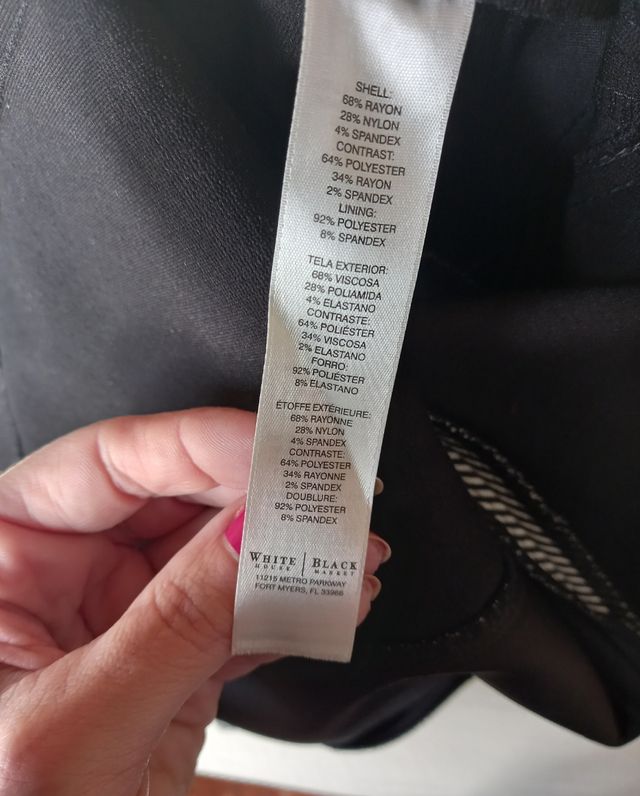 SHELL:
68% RAYON
28% NYLON
4% SPANDEX
CONTRAST:
64% POLYESTER
34% RAYON
2% SPANDEX
LINING:
92% POLYESTER
8% SPANDEX
TELA EXTERIOR:
68% VISCOSA
28% POLIAMIDA
4% ELASTANO
CONTRASTE:
64% POLIÉSTER
34% VISCOSA
2% ELASTANO
FORRO:
92% POLIÉSTER
8% ELASTANO
ÉTOFFE EXTÉRIEURE:
68% RAYONNE
28% NYLON
4% SPANDEX
CONTRASTE:
64% POLYESTER
34% RAYONNE
2% SPANDEX
DOUBLURE:
92% POLYESTER
8% SPANDEX
WHITE HOUSE | BLACK MARKET
11215 METRO PARKWAY
FORT MYERS, FL 33966